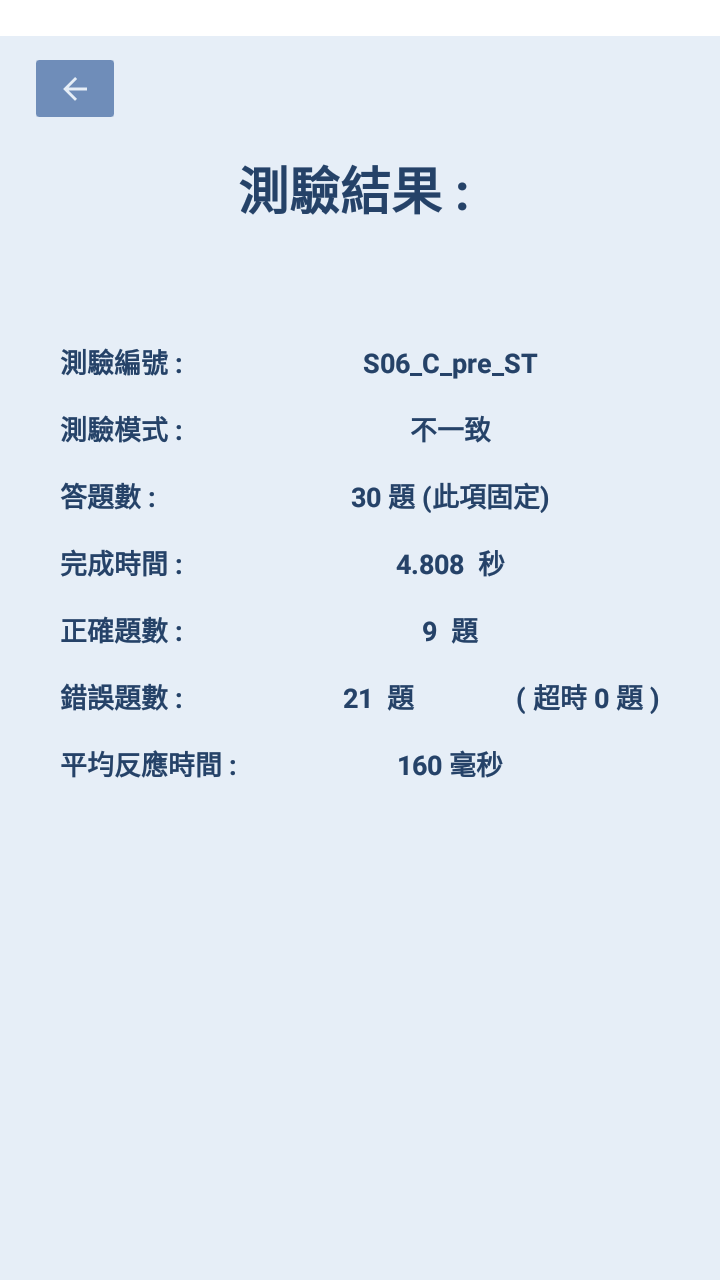 測驗結果 :
測驗編號 : S06_C_pre_ST
測驗模式 : 不一致
答題數 : 30 題 (此項固定)
完成時間 : 4.808 秒
正確題數 : 9 題
錯誤題數 : 21 題 ( 超時 0 題 )
平均反應時間 : 160 毫秒